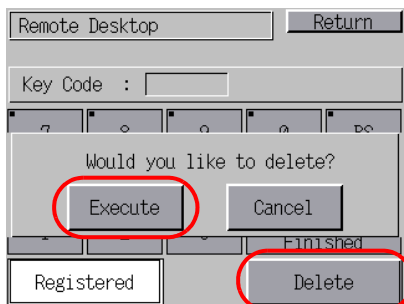 Remote Desktop Return
Key Code :
Would you like to delete?
Execute Cancel
Finished
Registered Delete